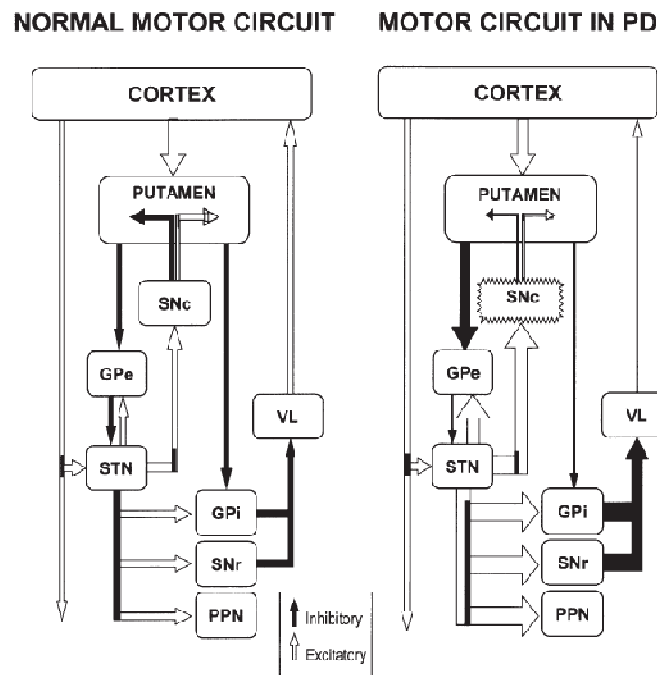 NORMAL MOTOR CIRCUIT
CORTEX
PUTAMEN
SNc
GPe
VL
STN
GPi
SNr
PPN
MOTOR CIRCUIT IN PD
CORTEX
PUTAMEN
SNc
GPe
VL
STN
GPi
SNr
PPN
Inhibitory
Excitatory